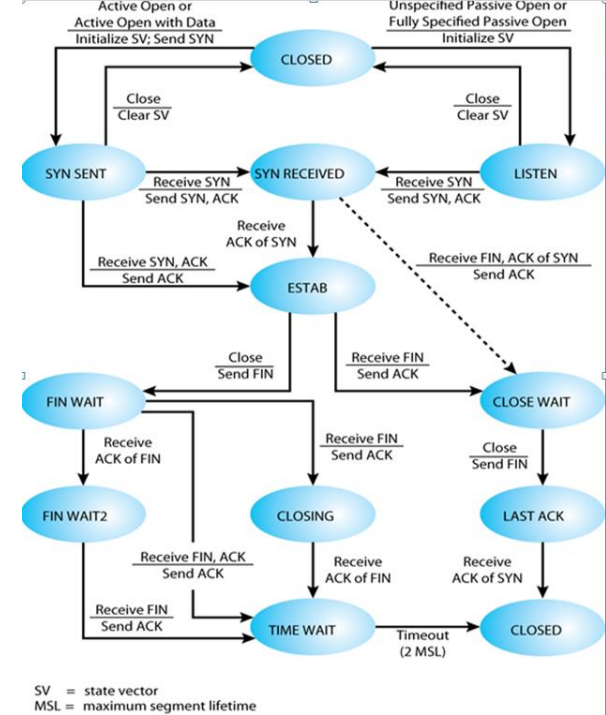 Active Open or
Active Open with Data
Initialize SV; Send SYN
Unspecified Passive Open or
Fully Specified Passive Open
Initialize SV
CLOSED
Close
Clear SV
Close
Clear SV
SYN SENT
SYN RECEIVED
LISTEN
Receive SYN
Send SYN, ACK
Receive SYN
Send SYN, ACK
Receive
ACK of SYN
Receive SYN, ACK
Send ACK
Receive FIN, ACK of SYN
Send ACK
ESTAB
Close
Send FIN
Receive FIN
Send ACK
FIN WAIT
CLOSE WAIT
Receive
ACK of FIN
Receive FIN
Send ACK
Close
Send FIN
FIN WAIT2
CLOSING
LAST ACK
Receive FIN, ACK
Send ACK
Receive
ACK of FIN
Receive
ACK of SYN
Receive FIN
Send ACK
TIME WAIT
Timeout
(2 MSL)
CLOSED
SV = state vector
MSL = maximum segment lifetime